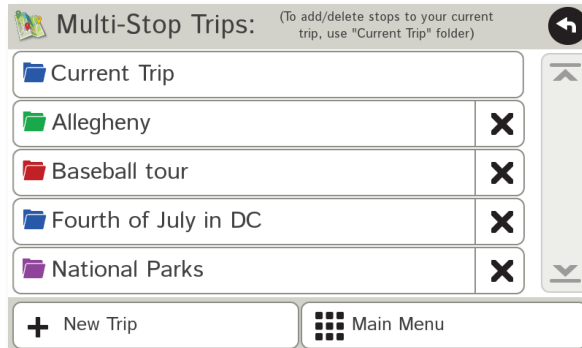 Multi-Stop Trips:
(To add/delete stops to your current
trip, use "Current Trip" folder)
Current Trip
Allegheny
Baseball tour
Fourth of July in DC
National Parks
New Trip
Main Menu